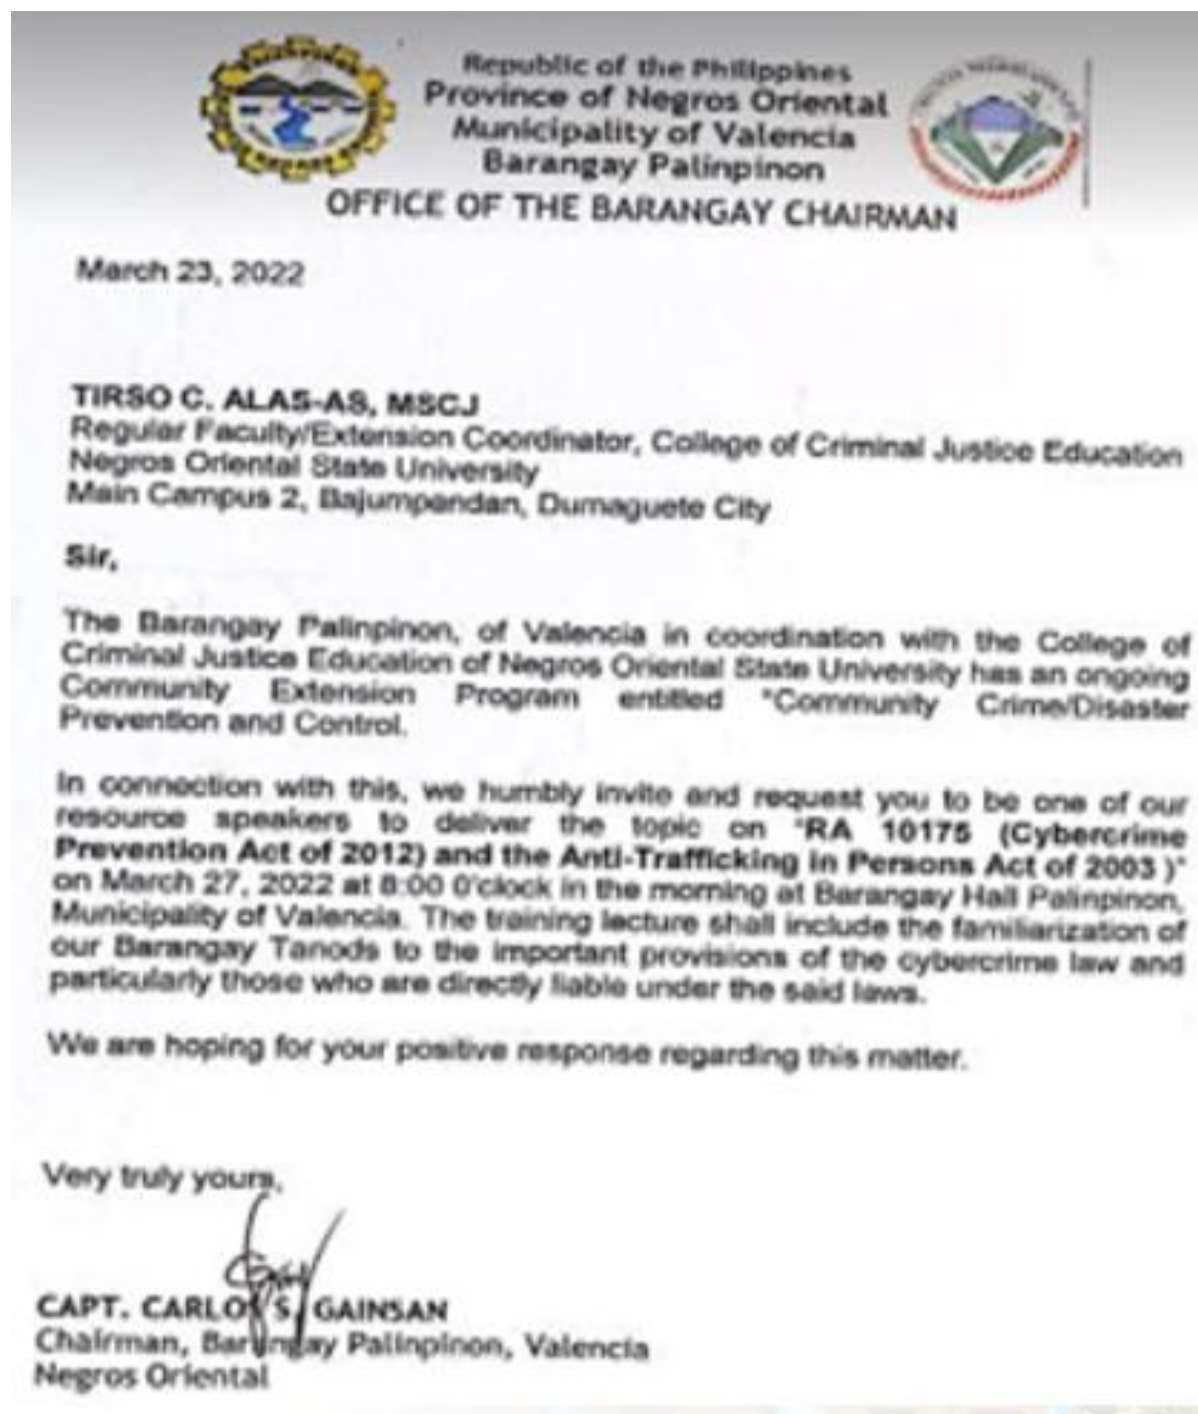 Republic of the Philippines
Province of Negros Oriental
Municipality of Valencia
Barangay Palinpinon
OFFICE OF THE BARANGAY CHAIRMAN
March 23, 2022
TIRSO C. ALAS-AS, MSCJ
Regular Faculty/Extension Coordinator, College of Criminal Justice Education
Negros Oriental State University
Main Campus 2, Bajumpandan, Dumaguete City
Sir,
The Barangay Palinpinon, of Valencia in coordination with the College of
Criminal Justice Education of Negros Oriental State University has an ongoing
Community Extension Program entitled "Community Crime/Disaster
Prevention and Control.
In connection with this, we humbly invite and request you to be one of our
resource speakers to deliver the topic on "RA 10175 (Cybercrime
Prevention Act of 2012) and the Anti-Trafficking in Persons Act of 2003 )"
on March 27, 2022 at 8:00 0'clock in the morning at Barangay Hall Palinpinon,
Municipality of Valencia. The training lecture shall include the familiarization of
our Barangay Tanods to the important provisions of the cybercrime law and
particularly those who are directly liable under the said laws.
We are hoping for your positive response regarding this matter.
Very truly yours,
CAPT. CARLOS S. GAINSAN
Chairman, Barangay Palinpinon, Valencia
Negros Oriental